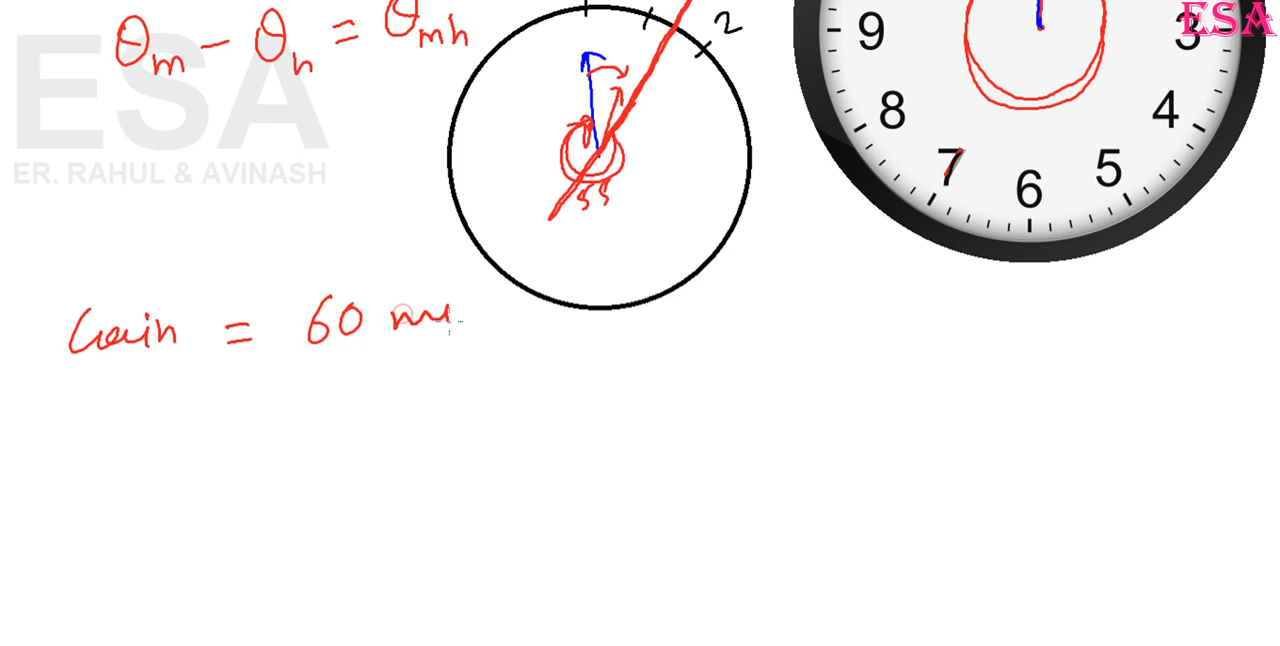 θm - θh = θmh
ESA
ER. RAHUL & AVINASH
2
ESA
9
3
8
4
7
5
6
Gain = 60